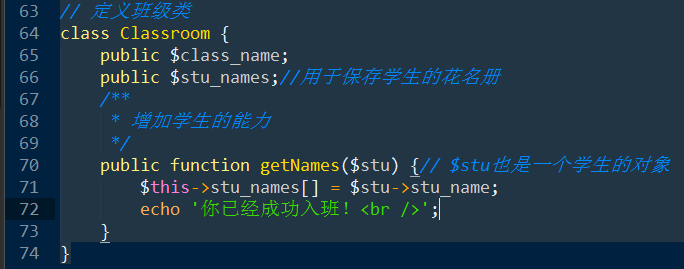 63 // 定义班级类
64 class Classroom {
65     public $class_name;
66     public $stu_names;//用于保存学生的花名册
67     /**
68      * 增加学生的能力
69      */
70     public function getNames($stu) {// $stu也是一个学生的对象
71         $this->stu_names[] = $stu->stu_name;
72         echo '你已经成功入班！<br />';
73     }
74 }